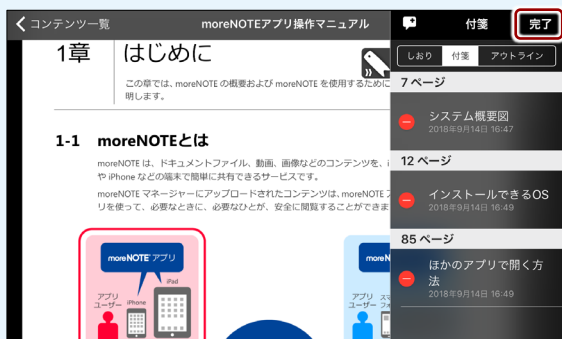 コンテンツ一覧
moreNOTEアプリ操作マニュアル
付箋
完了
しおり
付箋
アウトライン
1章
はじめに
この章では、moreNOTE の概要および moreNOTE を使用するために
明します。
1-1 moreNOTEとは
moreNOTE は、ドキュメントファイル、動画、画像などのコンテンツを、i
や iPhone などの端末で簡単に共有できるサービスです。
moreNOTE マネージャーにアップロードされたコンテンツは、moreNOTE
リを使って、必要なときに、必要なひとが、安全に閲覧することができま
moreNOTE アプリ
アプリ
ユーザー
iPhone
iPad
moreN
アプリ
ユーザー
スマ
フォ
7 ページ
システム概要図
2018年9月14日 16:47
12 ページ
インストールできるOS
2018年9月14日 16:49
85 ページ
ほかのアプリで開く方
法
2018年9月14日 16:49